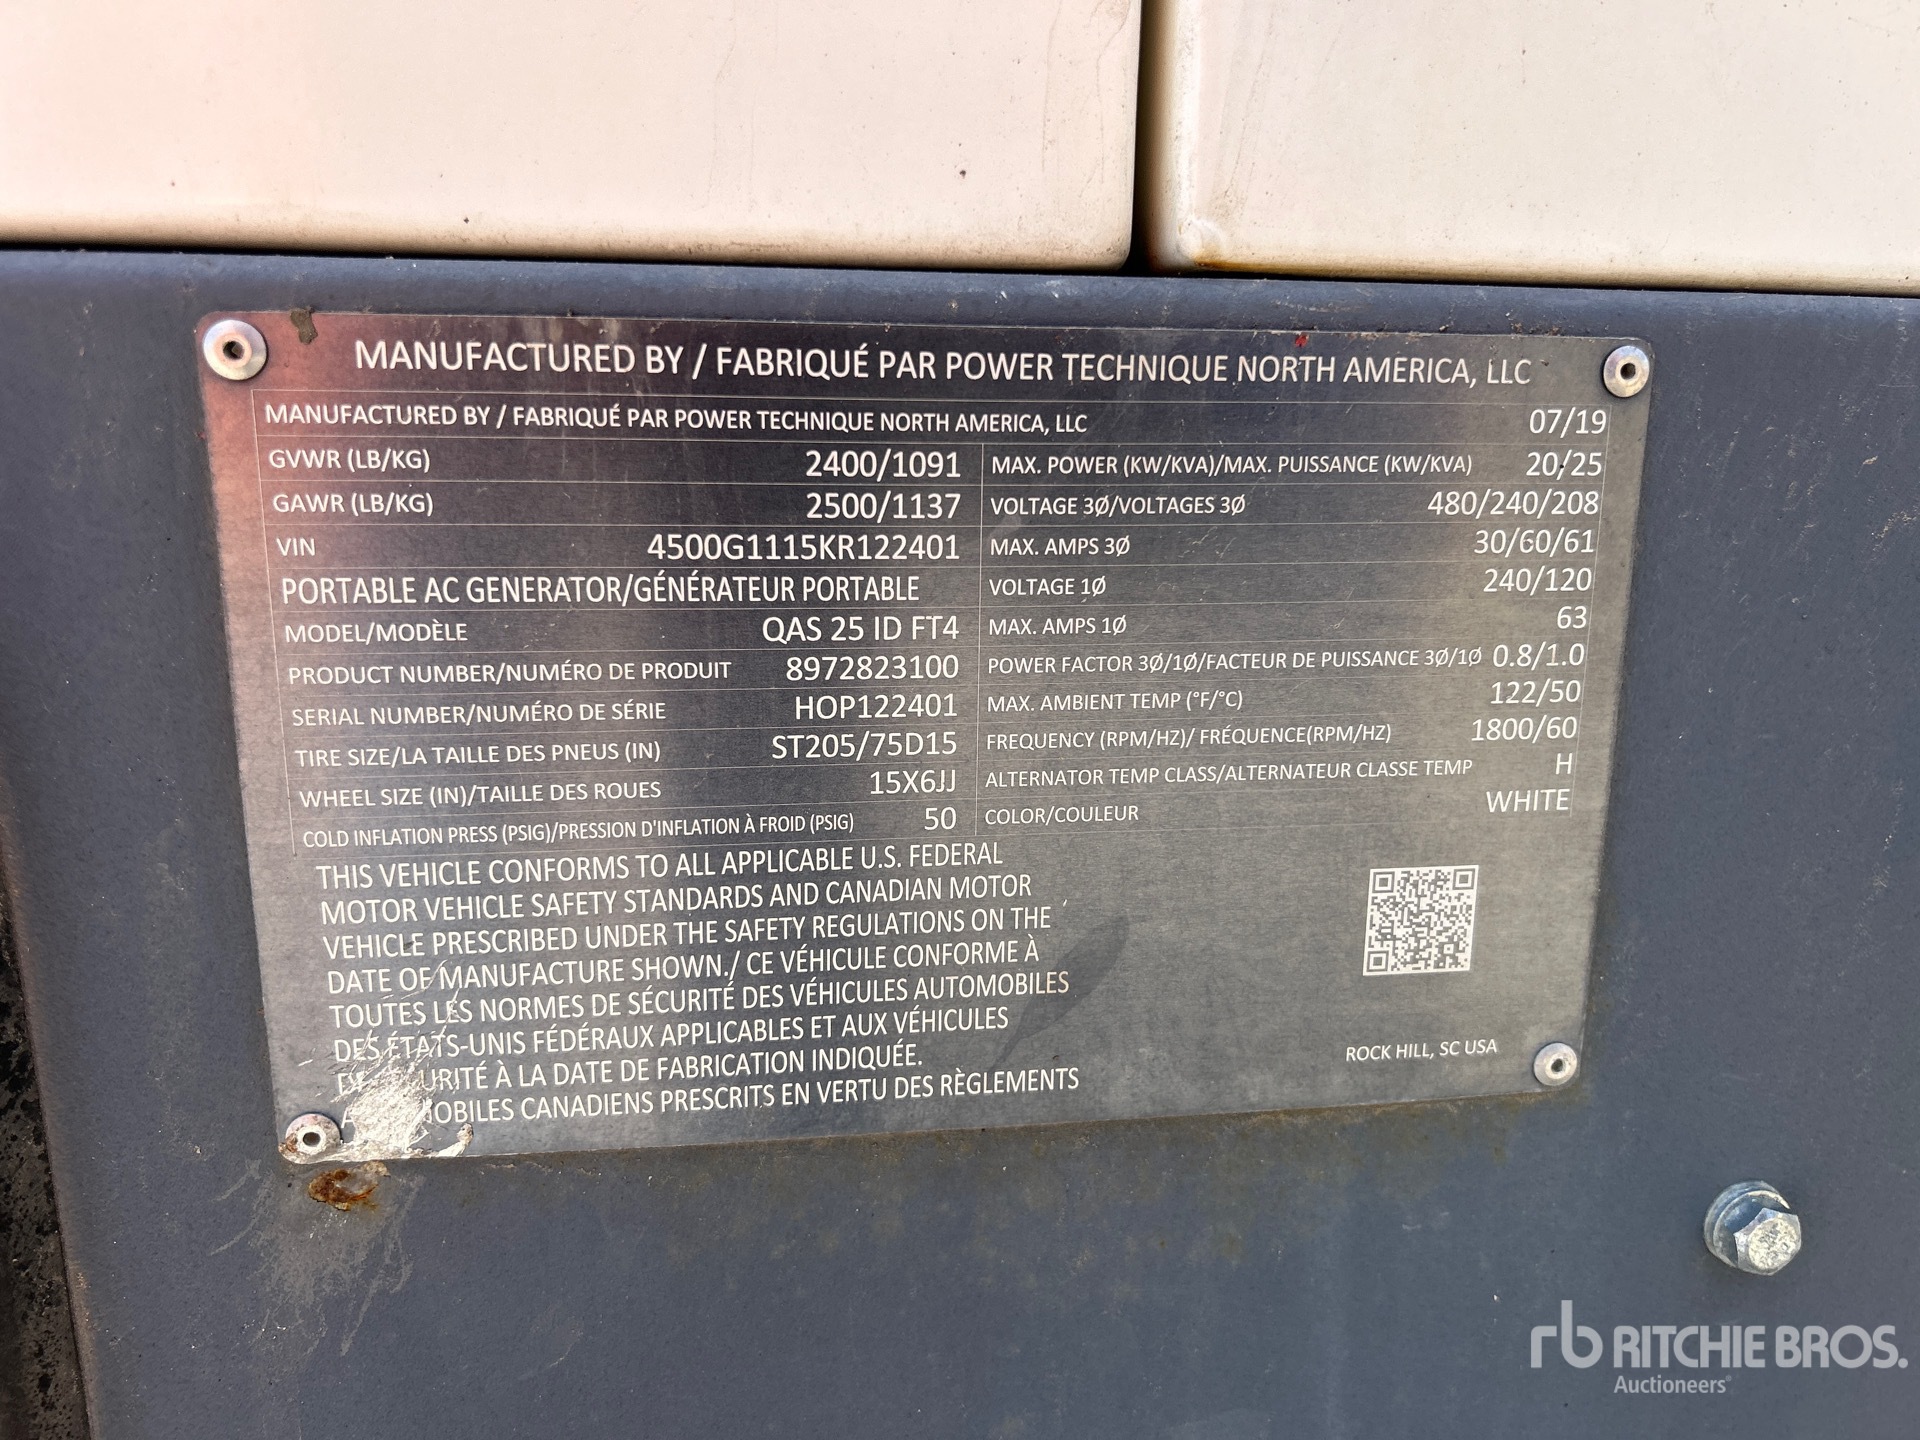 MANUFACTURED BY / FABRIQUÉ PAR POWER TECHNIQUE NORTH AMERICA, LLC
MANUFACTURED BY / FABRIQUÉ PAR POWER TECHNIQUE NORTH AMERICA, LLC 07/19
GVWR (LB/KG) 2400/1091
GAWR (LB/KG) 2500/1137
VIN 4500G1115KR122401
PORTABLE AC GENERATOR/GÉNÉRATEUR PORTABLE
MODEL/MODÈLE QAS 25 ID FT4
PRODUCT NUMBER/NUMÉRO DE PRODUIT 8972823100
SERIAL NUMBER/NUMÉRO DE SÉRIE HOP122401
TIRE SIZE/LA TAILLE DES PNEUS (IN) ST205/75D15
WHEEL SIZE (IN)/TAILLE DES ROUES 15X6JJ
COLD INFLATION PRESS (PSIG)/PRESSION D'INFLATION À FROID (PSIG) 50
MAX. POWER (KW/KVA)/MAX. PUISSANCE (KW/KVA) 20/25
VOLTAGE 3Ø/VOLTAGES 3Ø 480/240/208
MAX. AMPS 3Ø 30/60/61
VOLTAGE 1Ø 240/120
MAX. AMPS 1Ø 63
POWER FACTOR 3Ø/1Ø/FACTEUR DE PUISSANCE 3Ø/1Ø 0.8/1.0
MAX. AMBIENT TEMP (°F/°C) 122/50
FREQUENCY (RPM/HZ)/ FRÉQUENCE(RPM/HZ) 1800/60
ALTERNATOR TEMP CLASS/ALTERNATEUR CLASSE TEMP H
COLOR/COULEUR WHITE
THIS VEHICLE CONFORMS TO ALL APPLICABLE U.S. FEDERAL
MOTOR VEHICLE SAFETY STANDARDS AND CANADIAN MOTOR
VEHICLE PRESCRIBED UNDER THE SAFETY REGULATIONS ON THE
DATE OF MANUFACTURE SHOWN./ CE VÉHICULE CONFORME À
TOUTES LES NORMES DE SÉCURITÉ DES VÉHICULES AUTOMOBILES
DES ÉTATS-UNIS FÉDÉRAUX APPLICABLES ET AUX VÉHICULES
À LA DATE DE FABRICATION INDIQUÉE.
CANADIENS PRESCRITS EN VERTU DES RÈGLEMENTS
ROCK HILL, SC USA
rb RITCHIE BROS.
Auctioneers